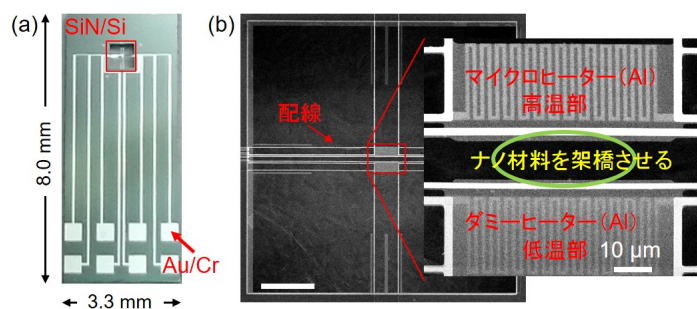 (a)
SiN/Si
8.0 mm
Au/Cr
3.3 mm
(b)
配線
マイクロヒーター(Al)
高温部
ナノ材料を架橋させる
ダミーヒーター(Al)
低温部
10 μm